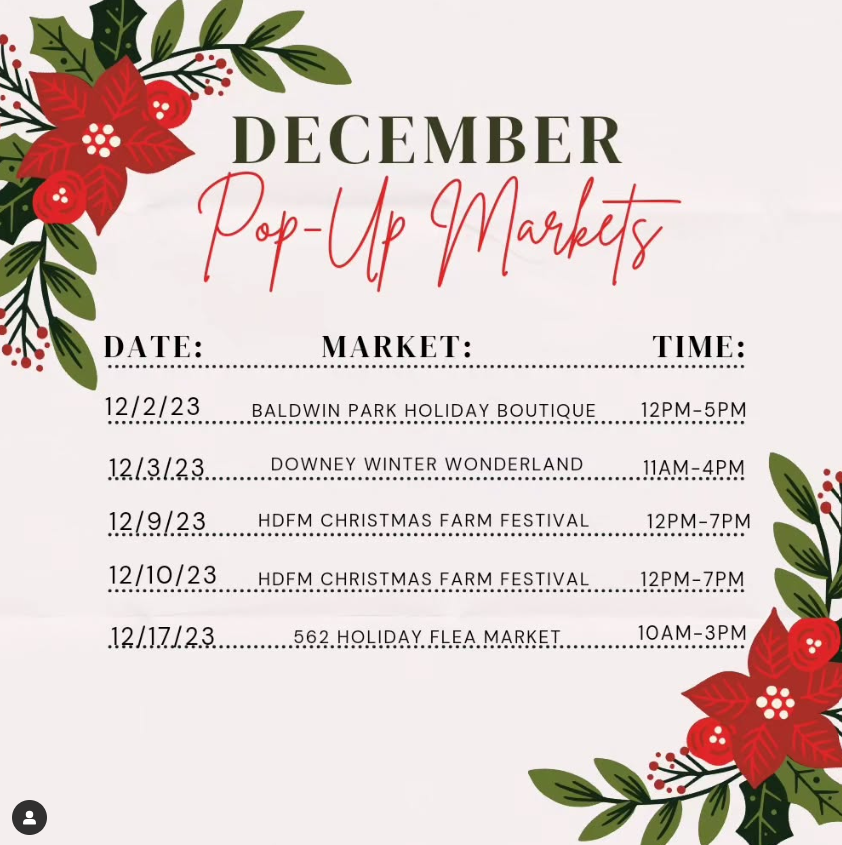 DECEMBER
Pop-Up Markets
DATE: MARKET: TIME:
12/2/23 BALDWIN PARK HOLIDAY BOUTIQUE 12PM-5PM
12/3/23 DOWNEY WINTER WONDERLAND 11AM-4PM
12/9/23 HDFM CHRISTMAS FARM FESTIVAL 12PM-7PM
12/10/23 HDFM CHRISTMAS FARM FESTIVAL 12PM-7PM
12/17/23 562 HOLIDAY FLEA MARKET 10AM-3PM